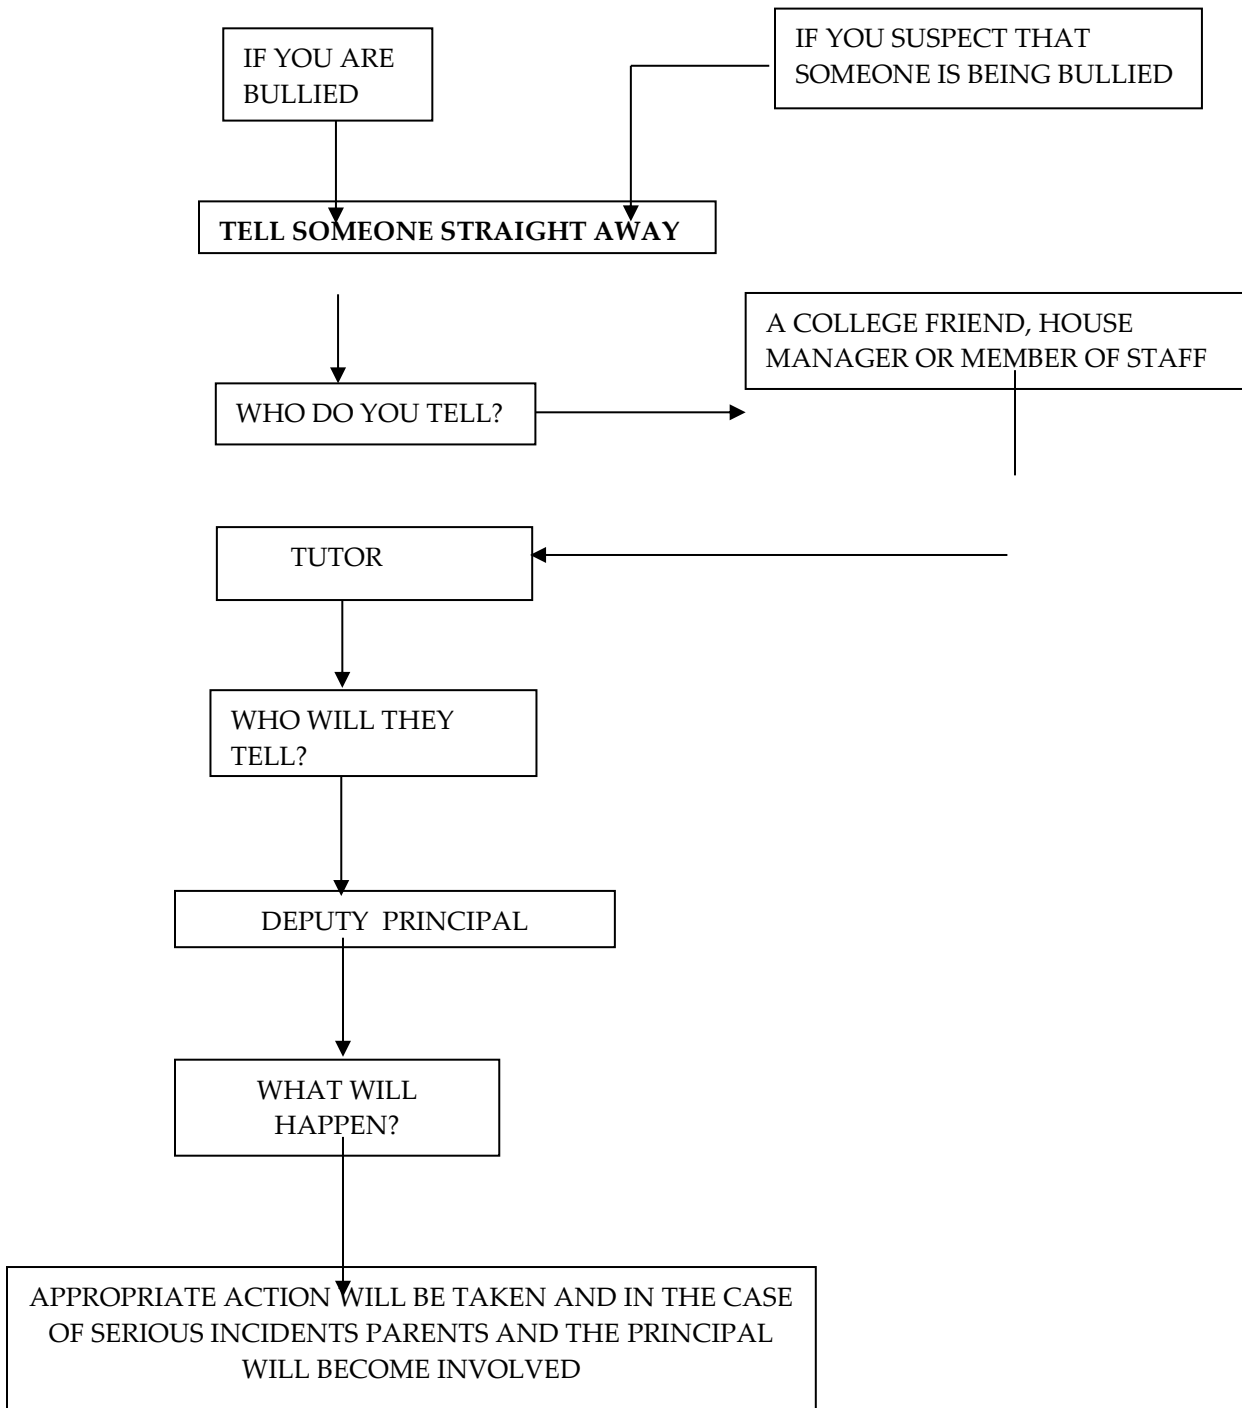 IF YOU ARE
BULLIED
IF YOU SUSPECT THAT
SOMEONE IS BEING BULLIED
TELL SOMEONE STRAIGHT AWAY
A COLLEGE FRIEND, HOUSE
MANAGER OR MEMBER OF STAFF
WHO DO YOU TELL?
TUTOR
WHO WILL THEY
TELL?
DEPUTY PRINCIPAL
WHAT WILL
HAPPEN?
APPROPRIATE ACTION WILL BE TAKEN AND IN THE CASE
OF SERIOUS INCIDENTS PARENTS AND THE PRINCIPAL
WILL BECOME INVOLVED